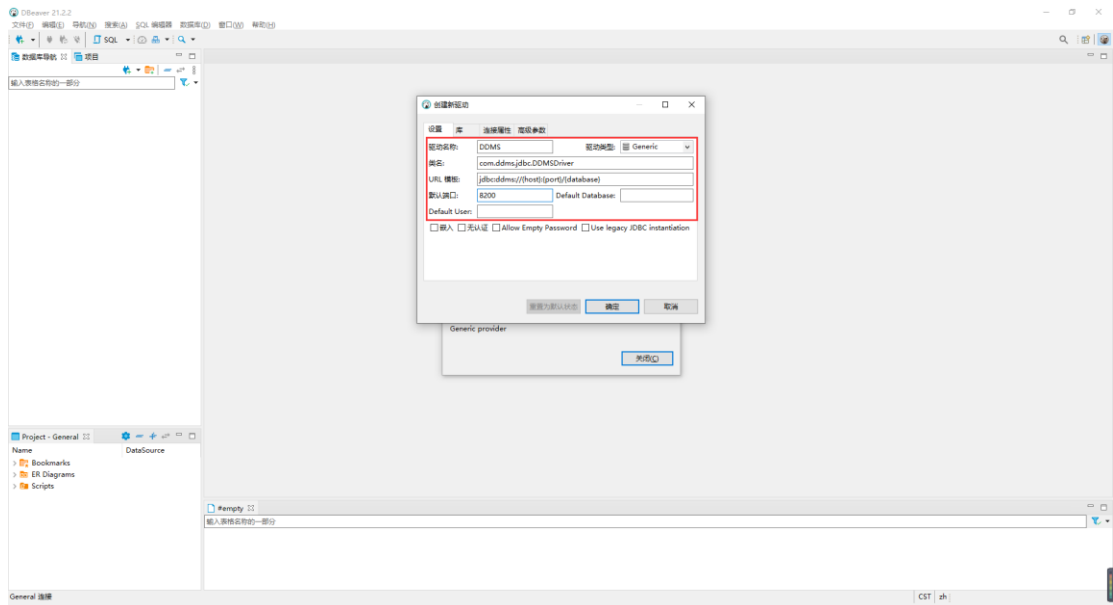 DBeaver 21.2.2
文件(F) 编辑(E) 导航(N) 搜索(A) SQL 编辑器 数据库(D) 窗口(W) 帮助(H)
SQL
数据库导航 项目
输入表格名称的一部分
创建新驱动
设置 库 连接属性 高级参数
驱动名称: DDMS 驱动类型: Generic
类名: com.ddms.jdbc.DDMSDriver
URL 模板: jdbc:ddms://{host}:{port}/{database}
默认端口: 8200 Default Database:
Default User:
嵌入 无认证 Allow Empty Password Use legacy JDBC instantiation
重置为默认状态 确定 取消
Generic provider
关闭(C)
Project - General
Name DataSource
Bookmarks
ER Diagrams
Scripts
#empty
输入表格名称的一部分
General 连接 CST zh